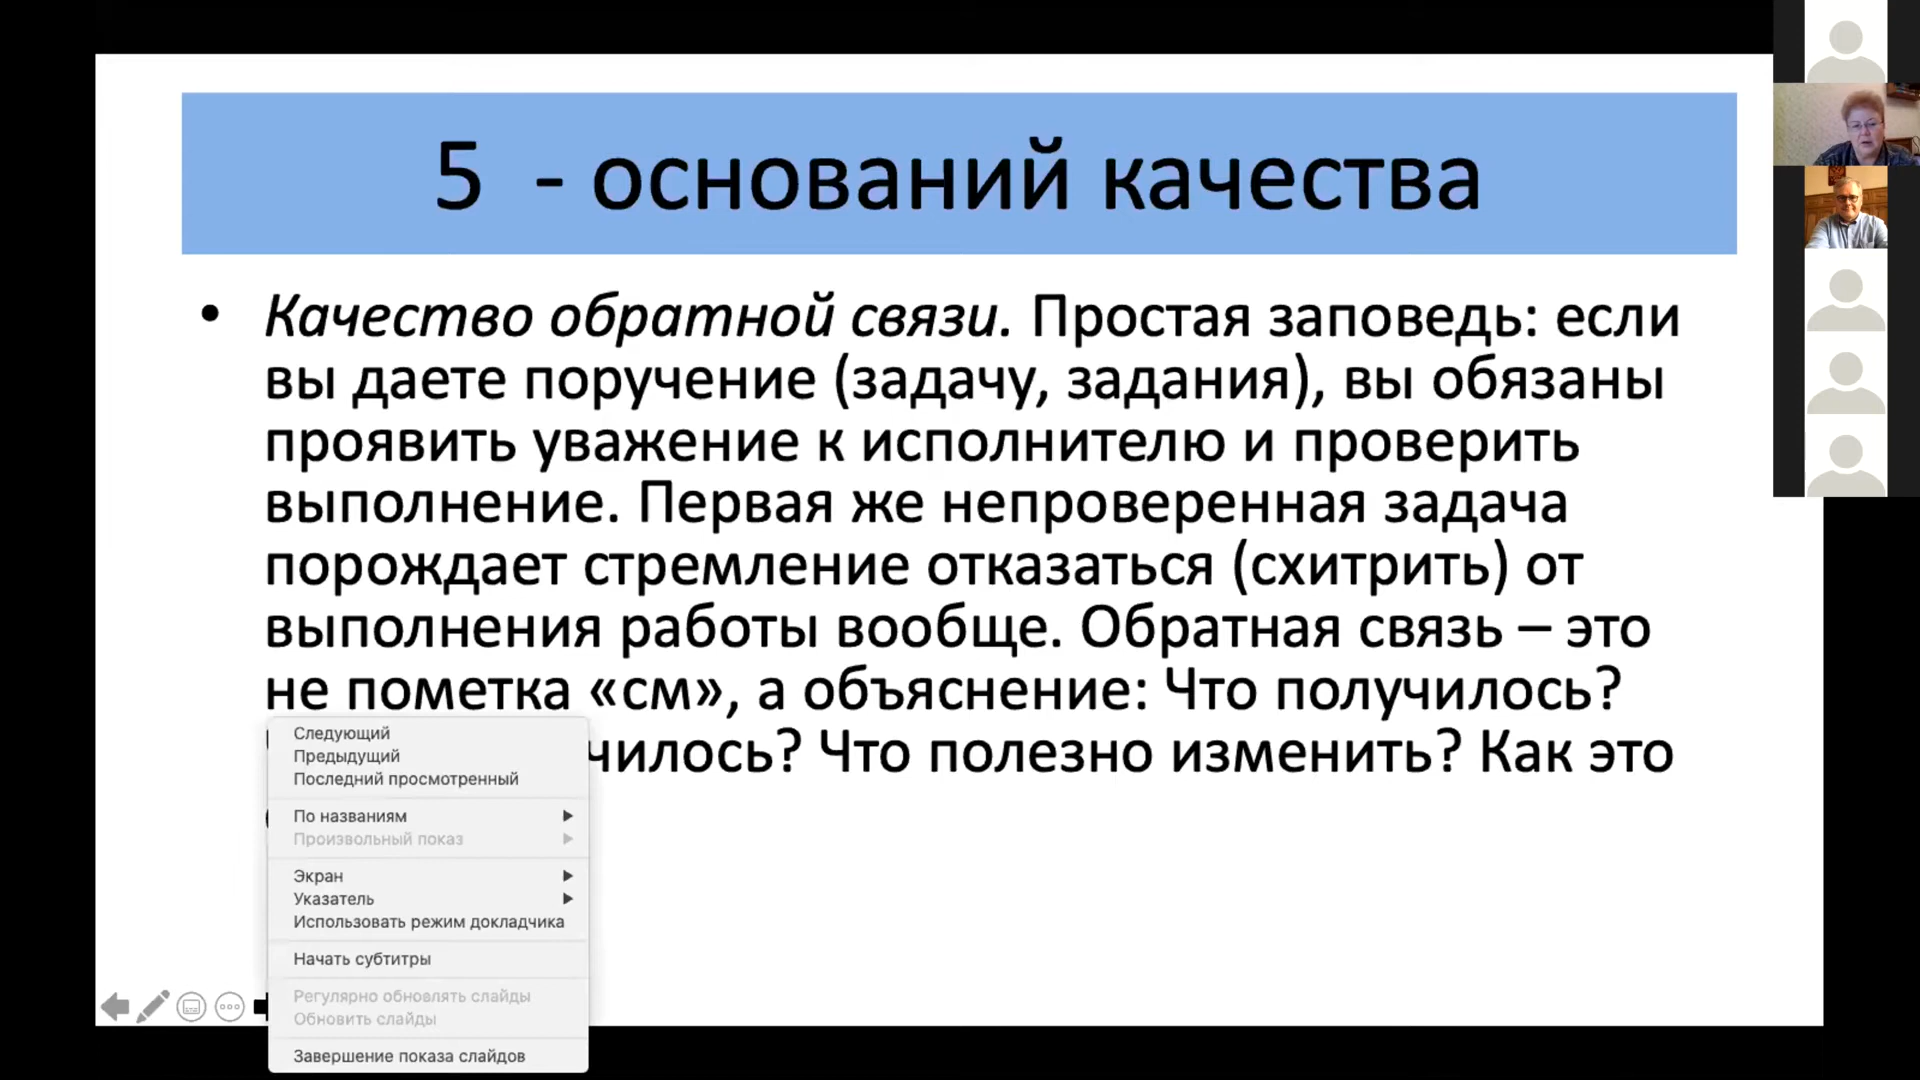 5 - оснований качества
• Качество обратной связи. Простая заповедь: если
вы даете поручение (задачу, задания), вы обязаны
проявить уважение к исполнителю и проверить
выполнение. Первая же непроверенная задача
порождает стремление отказаться (схитрить) от
выполнения работы вообще. Обратная связь – это
не пометка «см», а объяснение: Что получилось?
чилось? Что полезно изменить? Как это
Следующий
Предыдущий
Последний просмотренный
По названиям
Произвольный показ
Экран
Указатель
Использовать режим докладчика
Начать субтитры
Регулярно обновлять слайды
Обновить слайды
Завершение показа слайдов